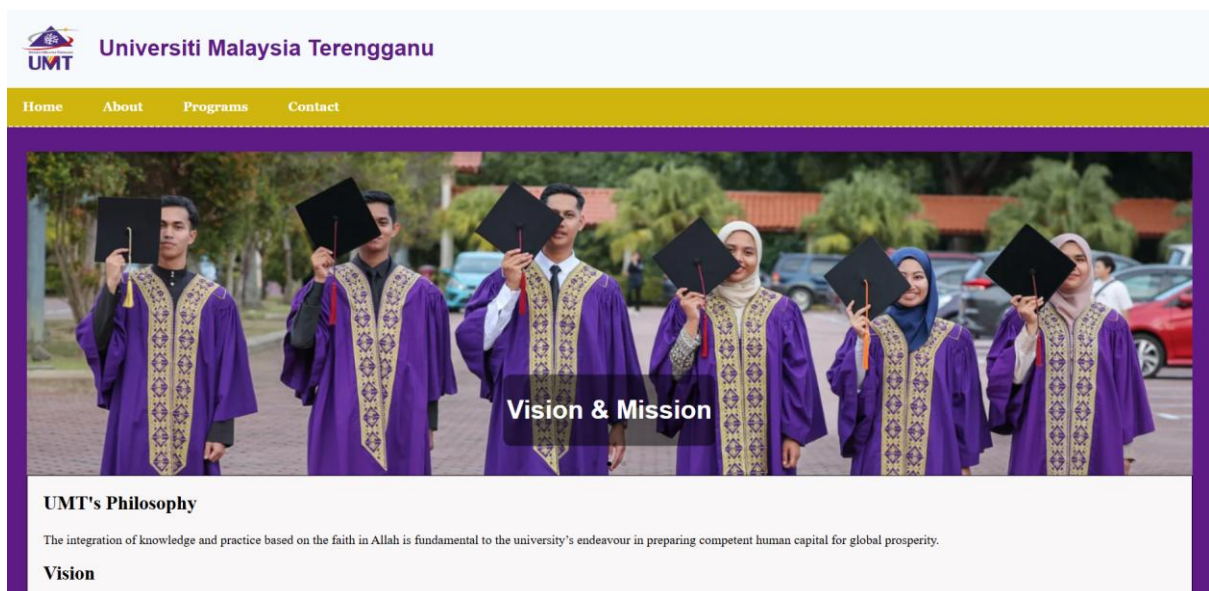 UMT
Universiti Malaysia Terengganu
Home About Programs Contact
Vision & Mission
UMT's Philosophy
The integration of knowledge and practice based on the faith in Allah is fundamental to the university’s endeavour in preparing competent human capital for global prosperity.
Vision